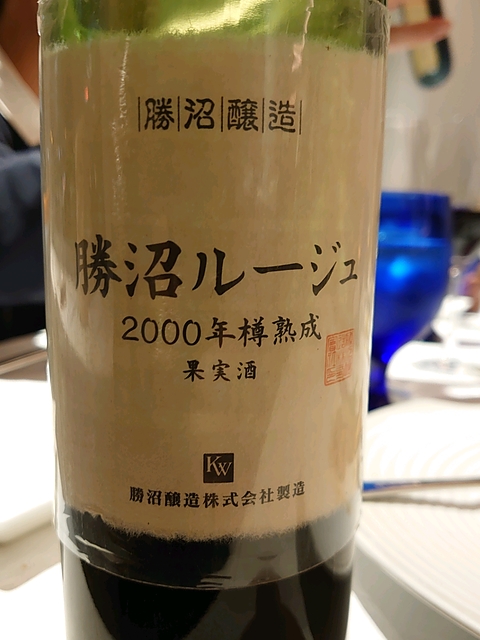 勝沼醸造
勝沼ルージュ
2000年樽熟成
果実酒
KW
勝沼醸造株式会社製造